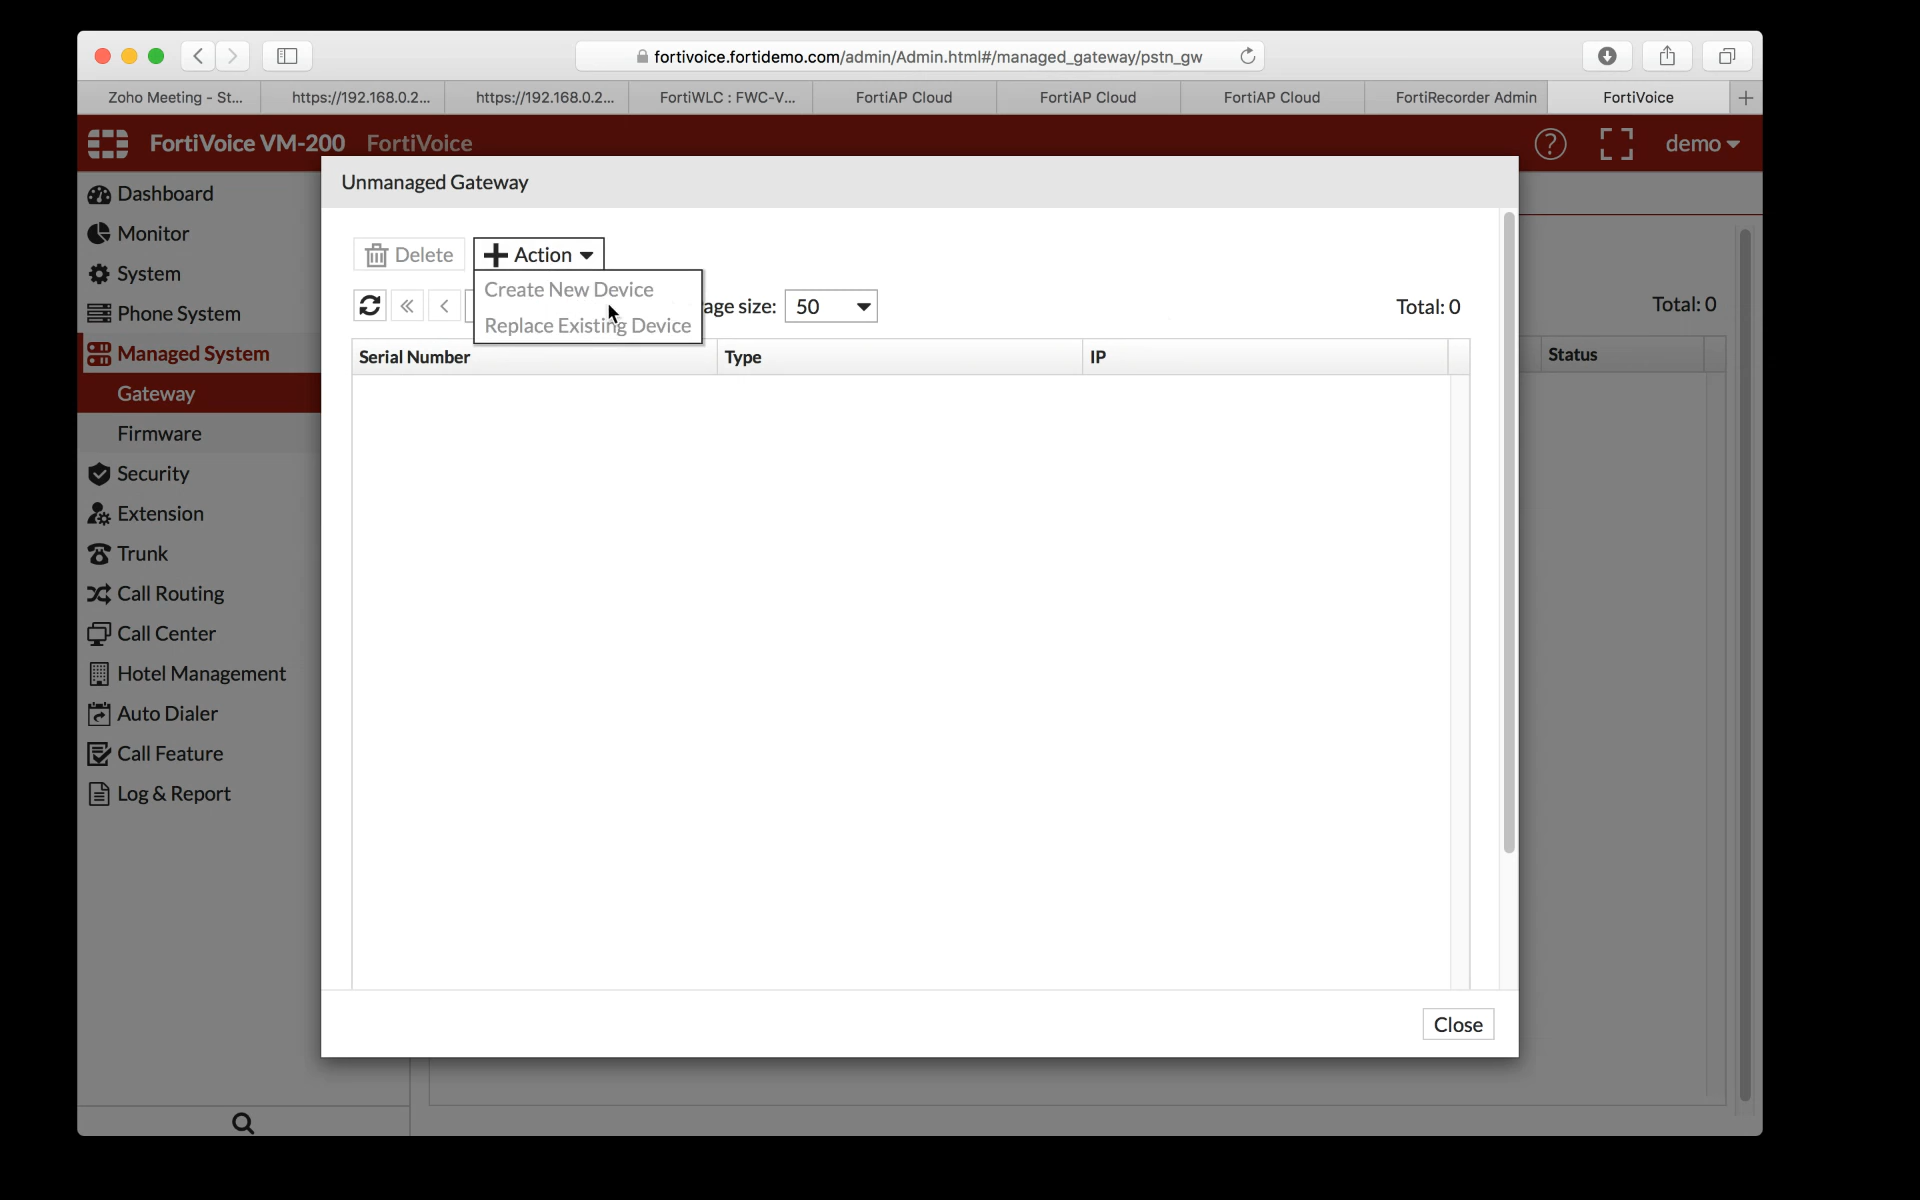 fortivoice.fortidemo.com/admin/Admin.html#/managed_gateway/pstn_gw
Zoho Meeting - St...
https://192.168.0.2...
https://192.168.0.2...
FortiWLC : FWC-V...
FortiAP Cloud
FortiAP Cloud
FortiAP Cloud
FortiRecorder Admin
FortiVoice
FortiVoice VM-200 FortiVoice
demo
Unmanaged Gateway
Dashboard
Monitor
System
Phone System
Managed System
Gateway
Firmware
Security
Extension
Trunk
Call Routing
Call Center
Hotel Management
Auto Dialer
Call Feature
Log & Report
Delete
Action
Create New Device
Replace Existing Device
age size: 50
Total: 0
Total: 0
Serial Number
Type
IP
Status
Close